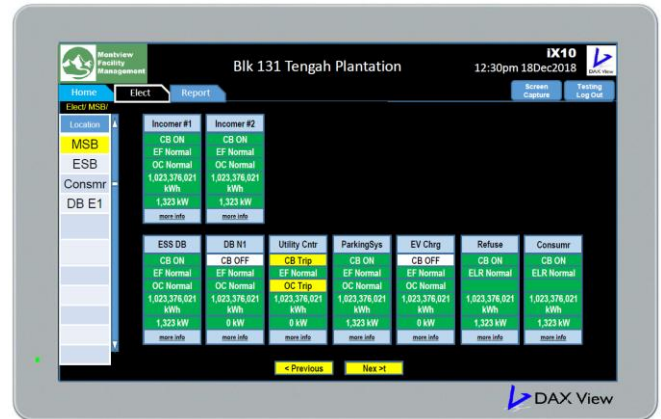 Montview
Facility
Management
Blk 131 Tengah Plantation
iX10
12:30pm 18Dec2018
DAX View
Home
Elect
Report
Screen
Capture
Testing
Log Out
Elect/ MSB/
Location
MSB
ESB
Consmr
DB E1
Incomer #1
CB ON
EF Normal
OC Normal
1,023,376,021
kWh
1,323 kW
more info
Incomer #2
CB ON
EF Normal
OC Normal
1,023,376,021
kWh
1,323 kW
more info
ESS DB
CB ON
EF Normal
OC Normal
1,023,376,021
kWh
1,323 kW
more info
DB N1
CB OFF
EF Normal
OC Normal
1,023,376,021
kWh
0 kW
more info
Utility Cntr
CB Trip
EF Normal
OC Trip
1,023,376,021
kWh
0 kW
more info
ParkingSys
CB ON
EF Normal
OC Normal
1,023,376,021
kWh
1,323 kW
more info
EV Chrg
CB OFF
EF Normal
OC Normal
1,023,376,021
kWh
0 kW
more info
Refuse
CB ON
ELR Normal
1,023,376,021
kWh
1,323 kW
more info
Consumr
CB ON
ELR Normal
1,023,376,021
kWh
1,323 kW
more info
< Previous
Nex >t
DAX View